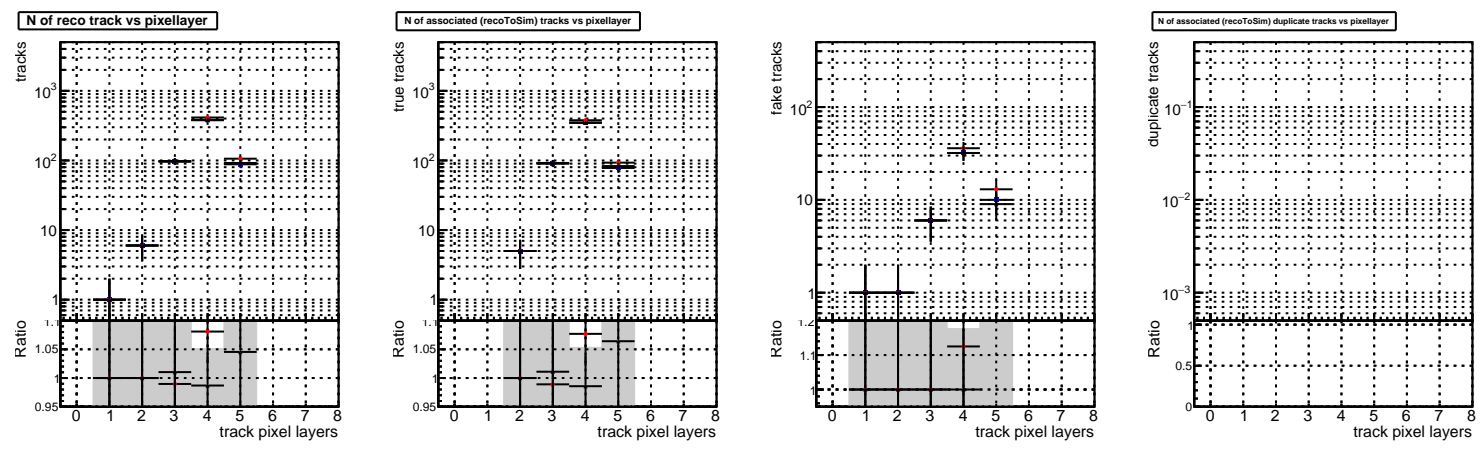 N of reco track vs pixellayer
tracks
10³
10²
10
1
1.1
1.05
1
0.95
Ratio
0 1 2 3 4 5 6 7 8
track pixel layers
N of associated (recoToSim) tracks vs pixellayer
true tracks
10³
10²
10
1
1.1
1.05
1
0.95
Ratio
0 1 2 3 4 5 6 7 8
track pixel layers
fake tracks
10²
10
1
1.2
1.1
1
Ratio
0 1 2 3 4 5 6 7 8
track pixel layers
N of associated (recoToSim) duplicate tracks vs pixellayer
duplicate tracks
10⁻¹
10⁻²
10⁻³
1
0.5
0
Ratio
0 1 2 3 4 5 6 7 8
track pixel layers